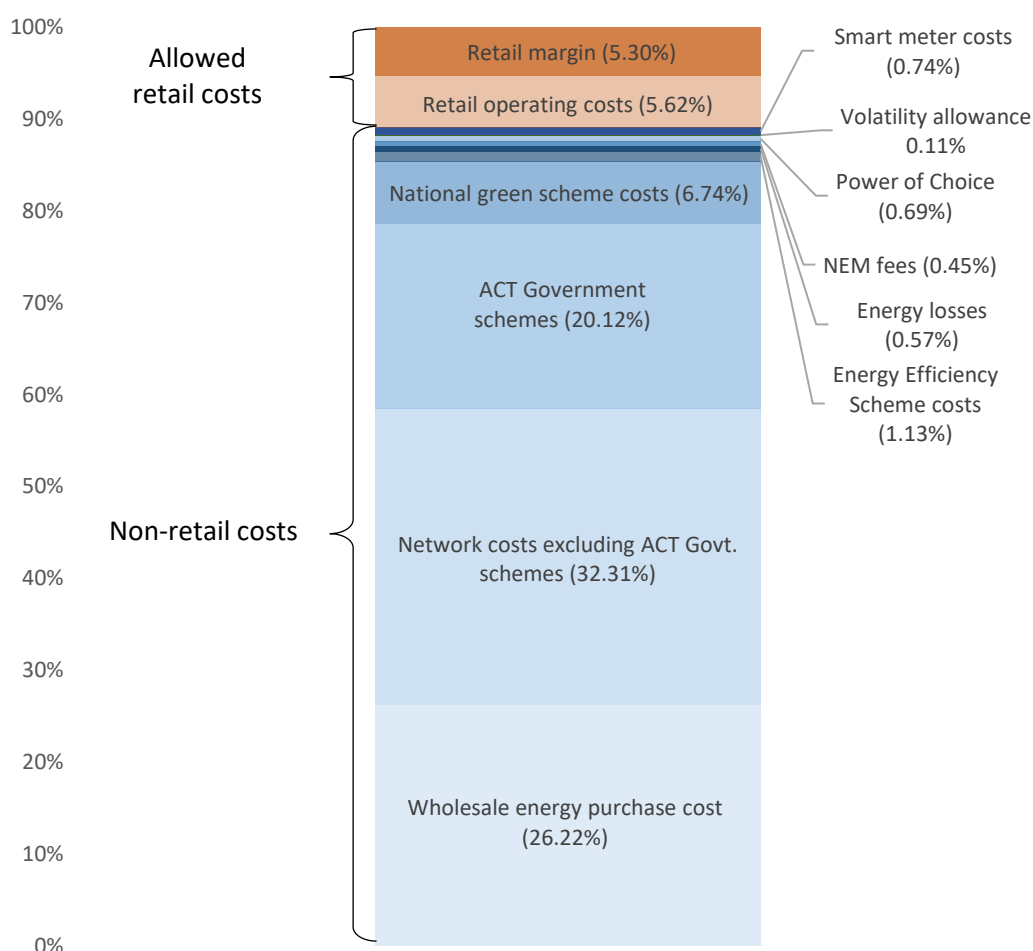 100%
90%
80%
70%
60%
50%
40%
30%
20%
10%
0%
Allowed
retail costs
Non-retail costs
Retail margin (5.30%)
Retail operating costs (5.62%)
National green scheme costs (6.74%)
ACT Government
schemes (20.12%)
Network costs excluding ACT Govt.
schemes (32.31%)
Wholesale energy purchase cost
(26.22%)
Smart meter costs
(0.74%)
Volatility allowance
0.11%
Power of Choice
(0.69%)
NEM fees (0.45%)
Energy losses
(0.57%)
Energy Efficiency
Scheme costs
(1.13%)